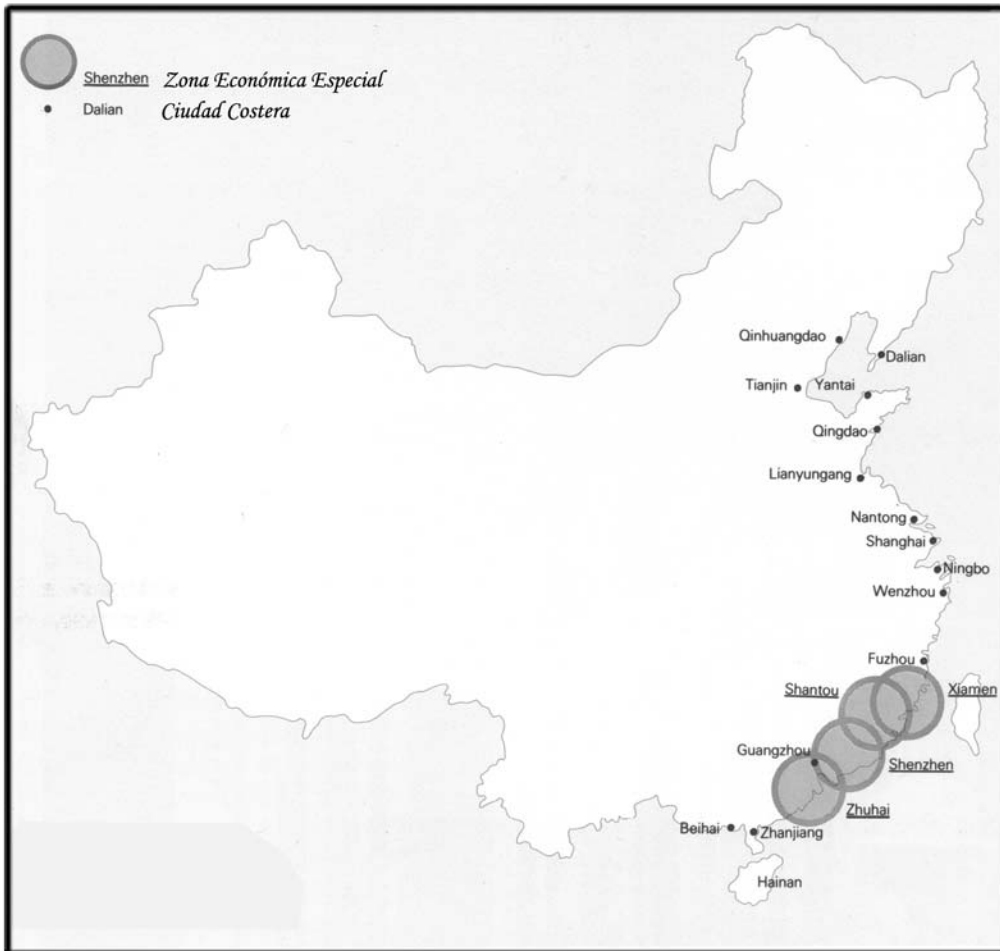 Shenzhen Zona Económica Especial
Dalian Ciudad Costera
Qinhuangdao
Dalian
Tianjin
Yantai
Qingdao
Lianyungang
Nantong
Shanghai
Ningbo
Wenzhou
Fuzhou
Shantou
Xiamen
Guangzhou
Shenzhen
Zhuhai
Beihai
Zhanjiang
Hainan